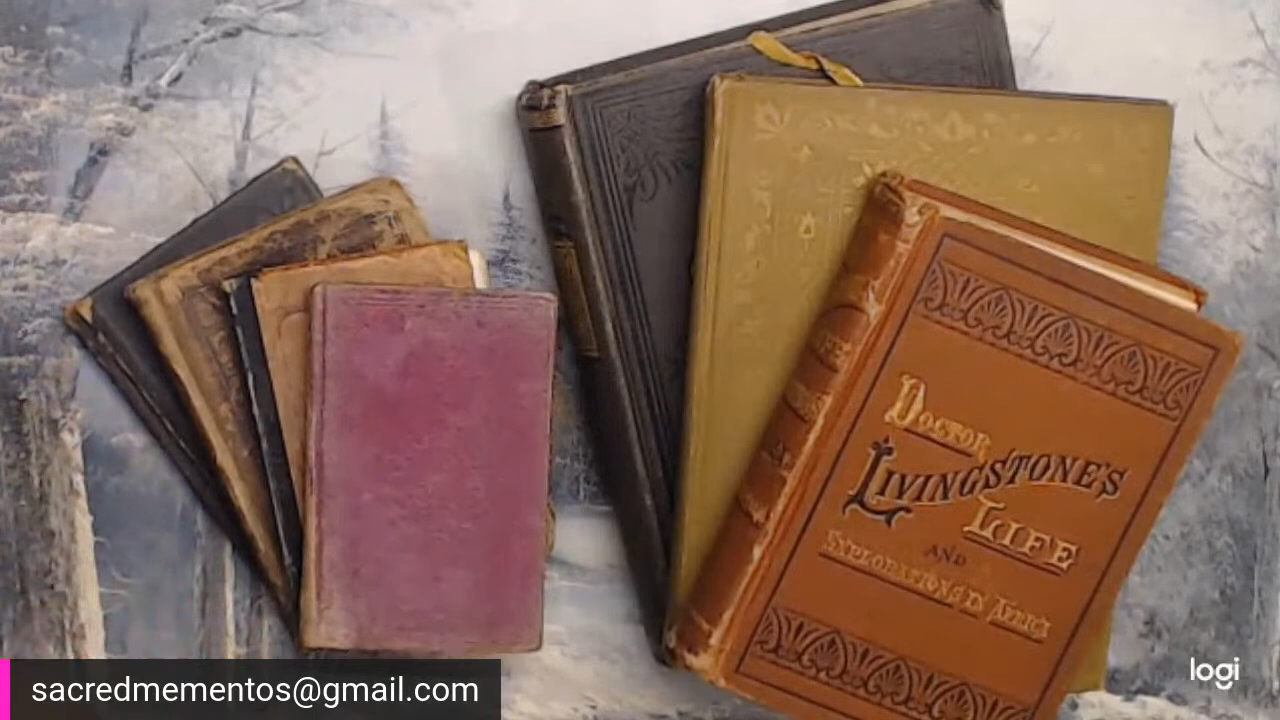 DOCTOR
LIVINGSTONE'S
LIFE
AND
EXPLORATIONS IN AFRICA
logi
sacredmementos@gmail.com